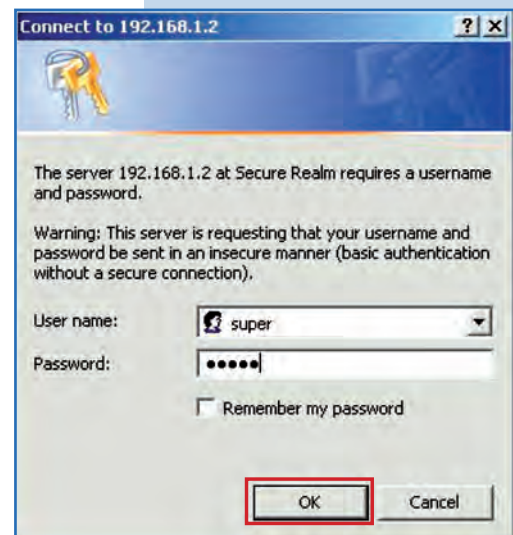 Connect to 192.168.1.2
The server 192.168.1.2 at Secure Realm requires a username
and password.
Warning: This server is requesting that your username and
password be sent in an insecure manner (basic authentication
without a secure connection).
User name: super
Password: •••••
Remember my password
OK Cancel